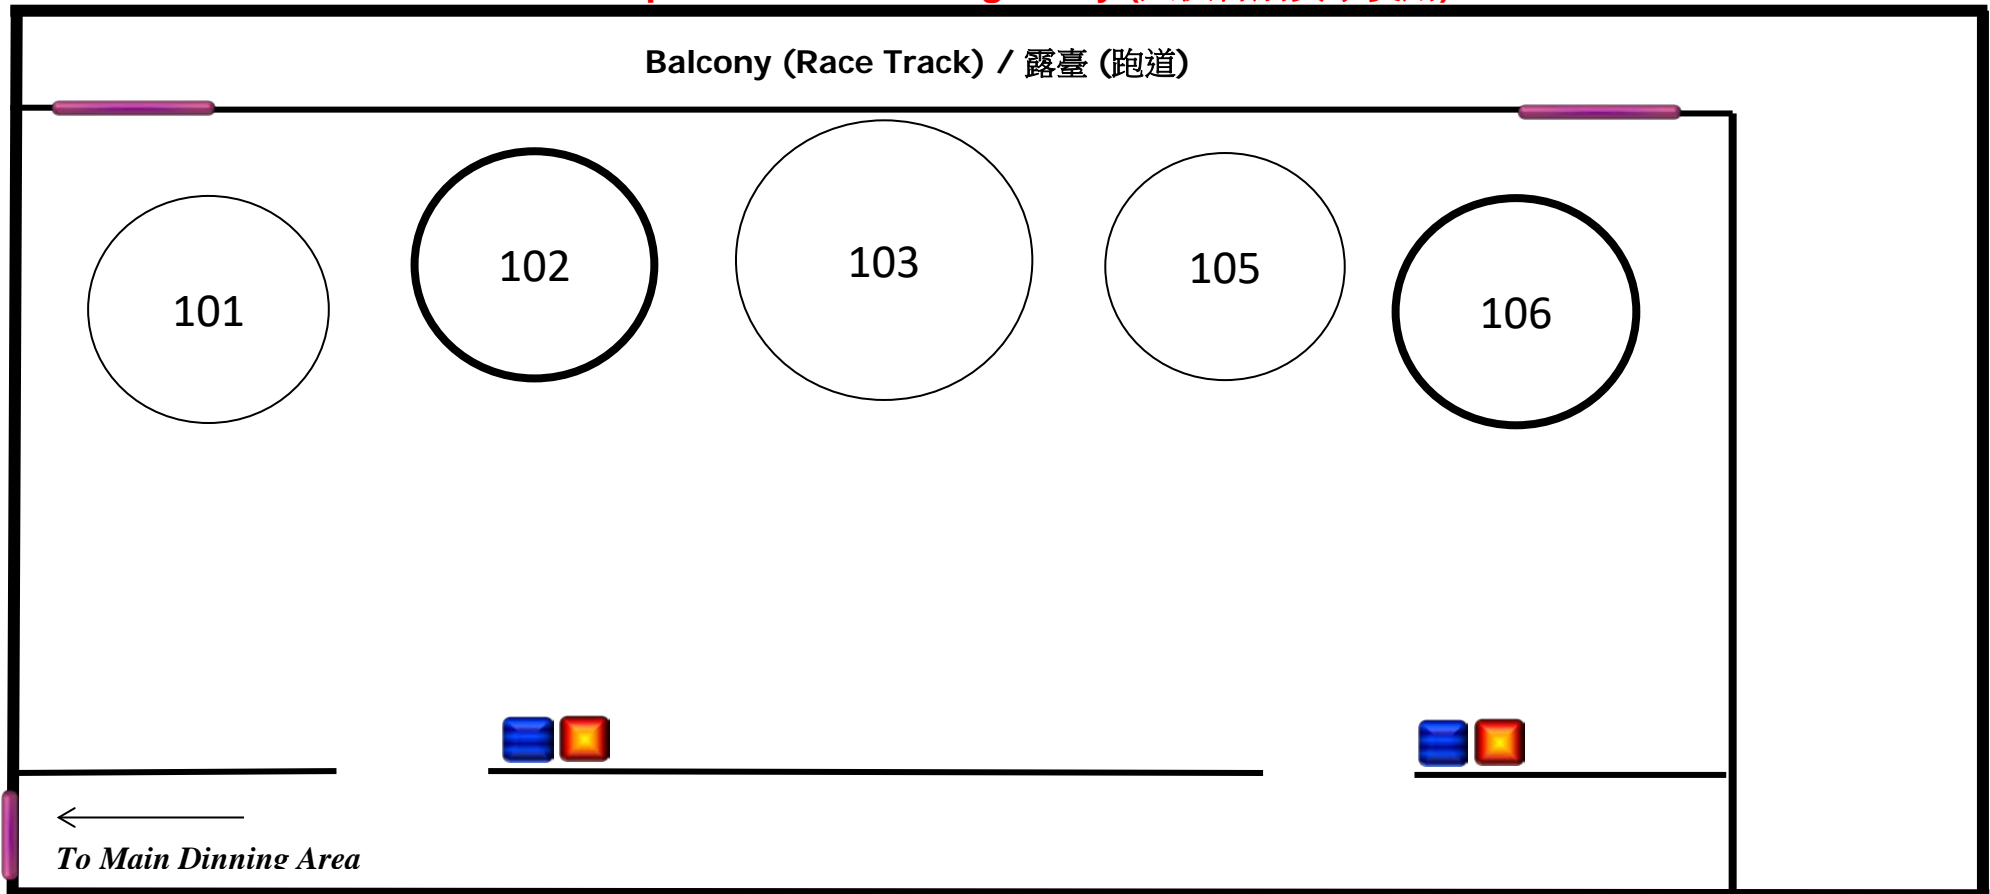 Balcony (Race Track) / 露臺 (跑道)
101
102
103
105
106
To Main Dinning Area